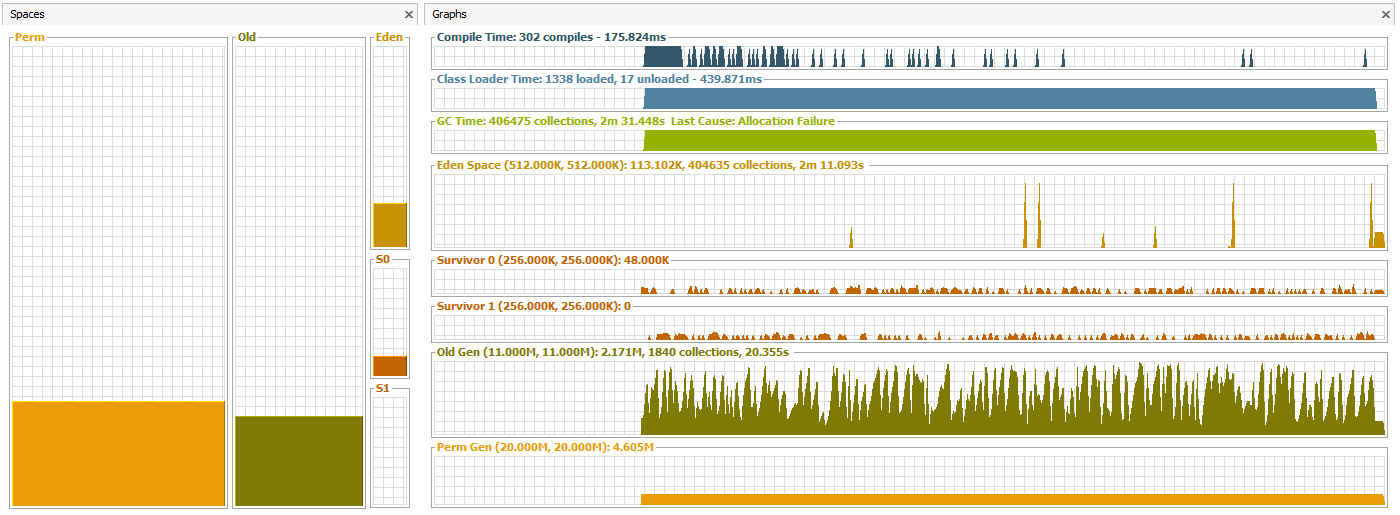 Spaces
Perm
Old
Eden
S0
S1
Graphs
Compile Time: 302 compiles - 175.824ms
Class Loader Time: 1338 loaded, 17 unloaded - 439.871ms
GC Time: 406475 collections, 2m 31.448s Last Cause: Allocation Failure
Eden Space (512.000K, 512.000K): 113.102K, 404635 collections, 2m 11.093s
Survivor 0 (256.000K, 256.000K): 48.000K
Survivor 1 (256.000K, 256.000K): 0
Old Gen (11.000M, 11.000M): 2.171M, 1840 collections, 20.355s
Perm Gen (20.000M, 20.000M): 4.605M